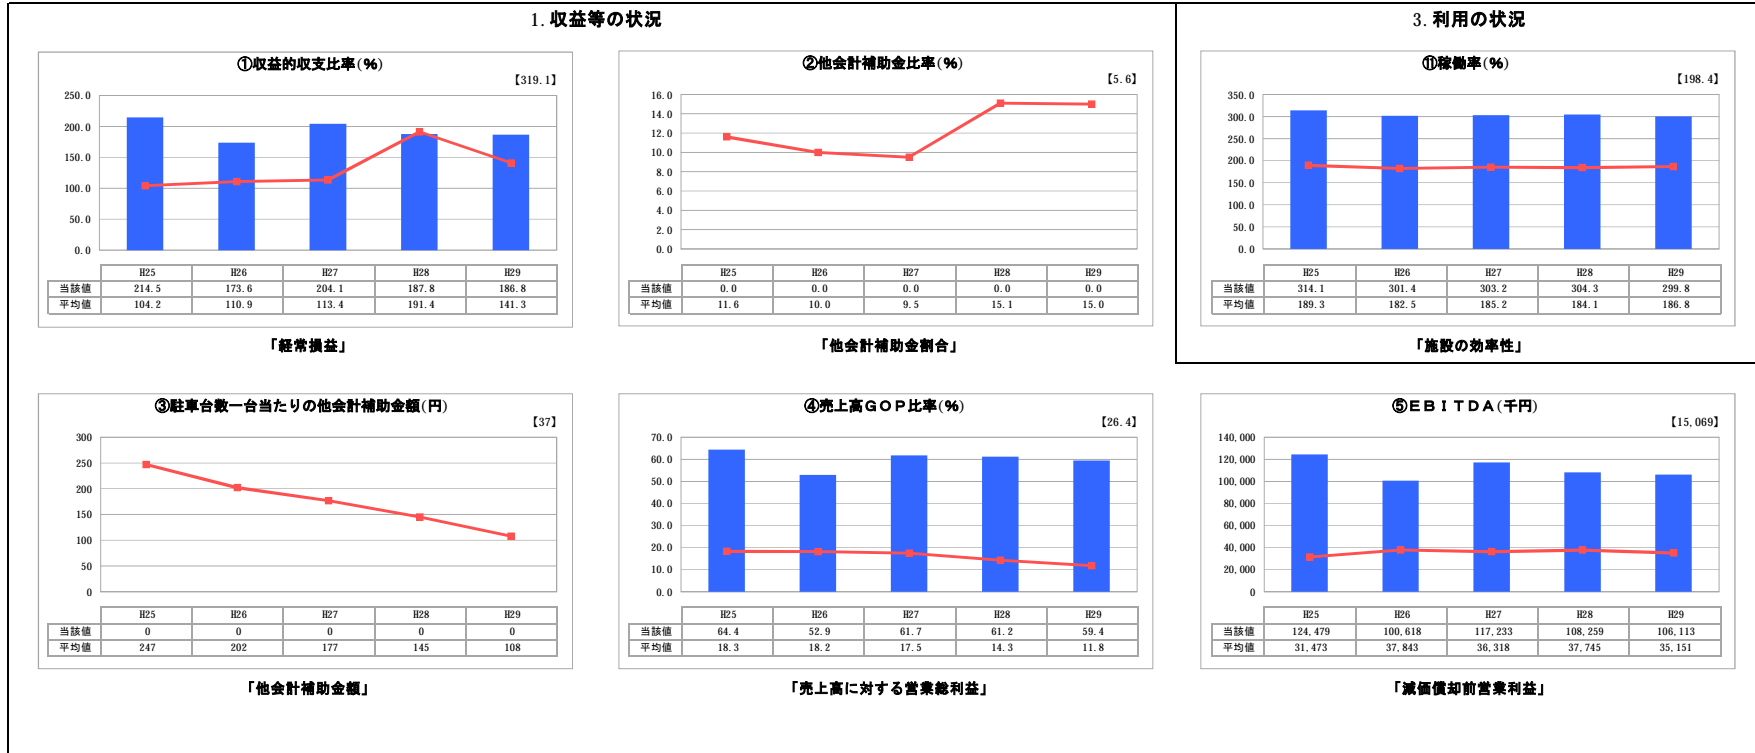 1. 収益等の状況
3. 利用の状況
①収益的収支比率(%)
【319.1】
250.0
200.0
150.0
100.0
50.0
0.0
H25 H26 H27 H28 H29
当該値 214.5 173.6 204.1 187.8 186.8
平均値 104.2 110.9 113.4 191.4 141.3
「経常損益」
②他会計補助金比率(%)
【5.6】
16.0
14.0
12.0
10.0
8.0
6.0
4.0
2.0
0.0
H25 H26 H27 H28 H29
当該値 0.0 0.0 0.0 0.0 0.0
平均値 11.6 10.0 9.5 15.1 15.0
「他会計補助金割合」
⑪稼働率(%)
【198.4】
350.0
300.0
250.0
200.0
150.0
100.0
50.0
0.0
H25 H26 H27 H28 H29
当該値 314.1 301.4 303.2 304.3 299.8
平均値 189.3 182.5 185.2 184.1 186.8
「施設の効率性」
③駐車台数一台当たりの他会計補助金額(円)
【37】
300
250
200
150
100
50
0
H25 H26 H27 H28 H29
当該値 0 0 0 0 0
平均値 247 202 177 145 108
「他会計補助金額」
④売上高GOP比率(%)
【26.4】
70.0
60.0
50.0
40.0
30.0
20.0
10.0
0.0
H25 H26 H27 H28 H29
当該値 64.4 52.9 61.7 61.2 59.4
平均値 18.3 18.2 17.5 14.3 11.8
「売上高に対する営業総利益」
⑤EBITDA(千円)
【15,069】
140,000
120,000
100,000
80,000
60,000
40,000
20,000
0
H25 H26 H27 H28 H29
当該値 124,479 100,618 117,233 108,259 106,113
平均値 31,473 37,843 36,318 37,745 35,151
「減価償却前営業利益」